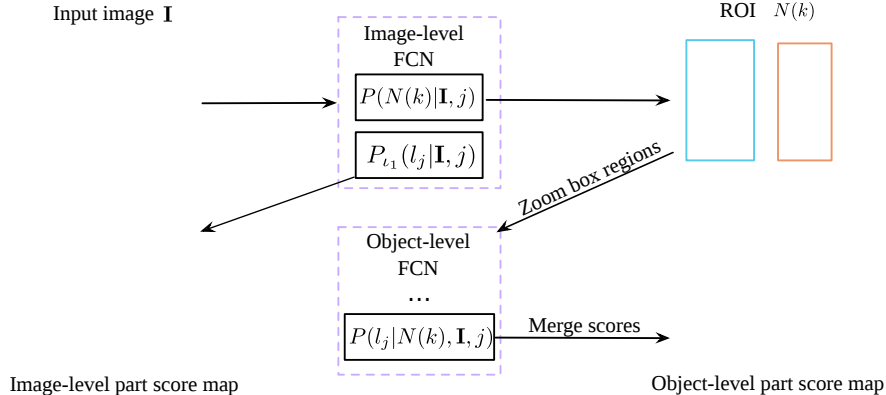 Input image I
ROI N(k)
Image-level
FCN
P(N(k)|I, j)
P_{ι_1}(l_j|I, j)
Zoom box regions
Object-level
FCN
...
P(l_j|N(k), I, j)
Merge scores
Image-level part score map
Object-level part score map